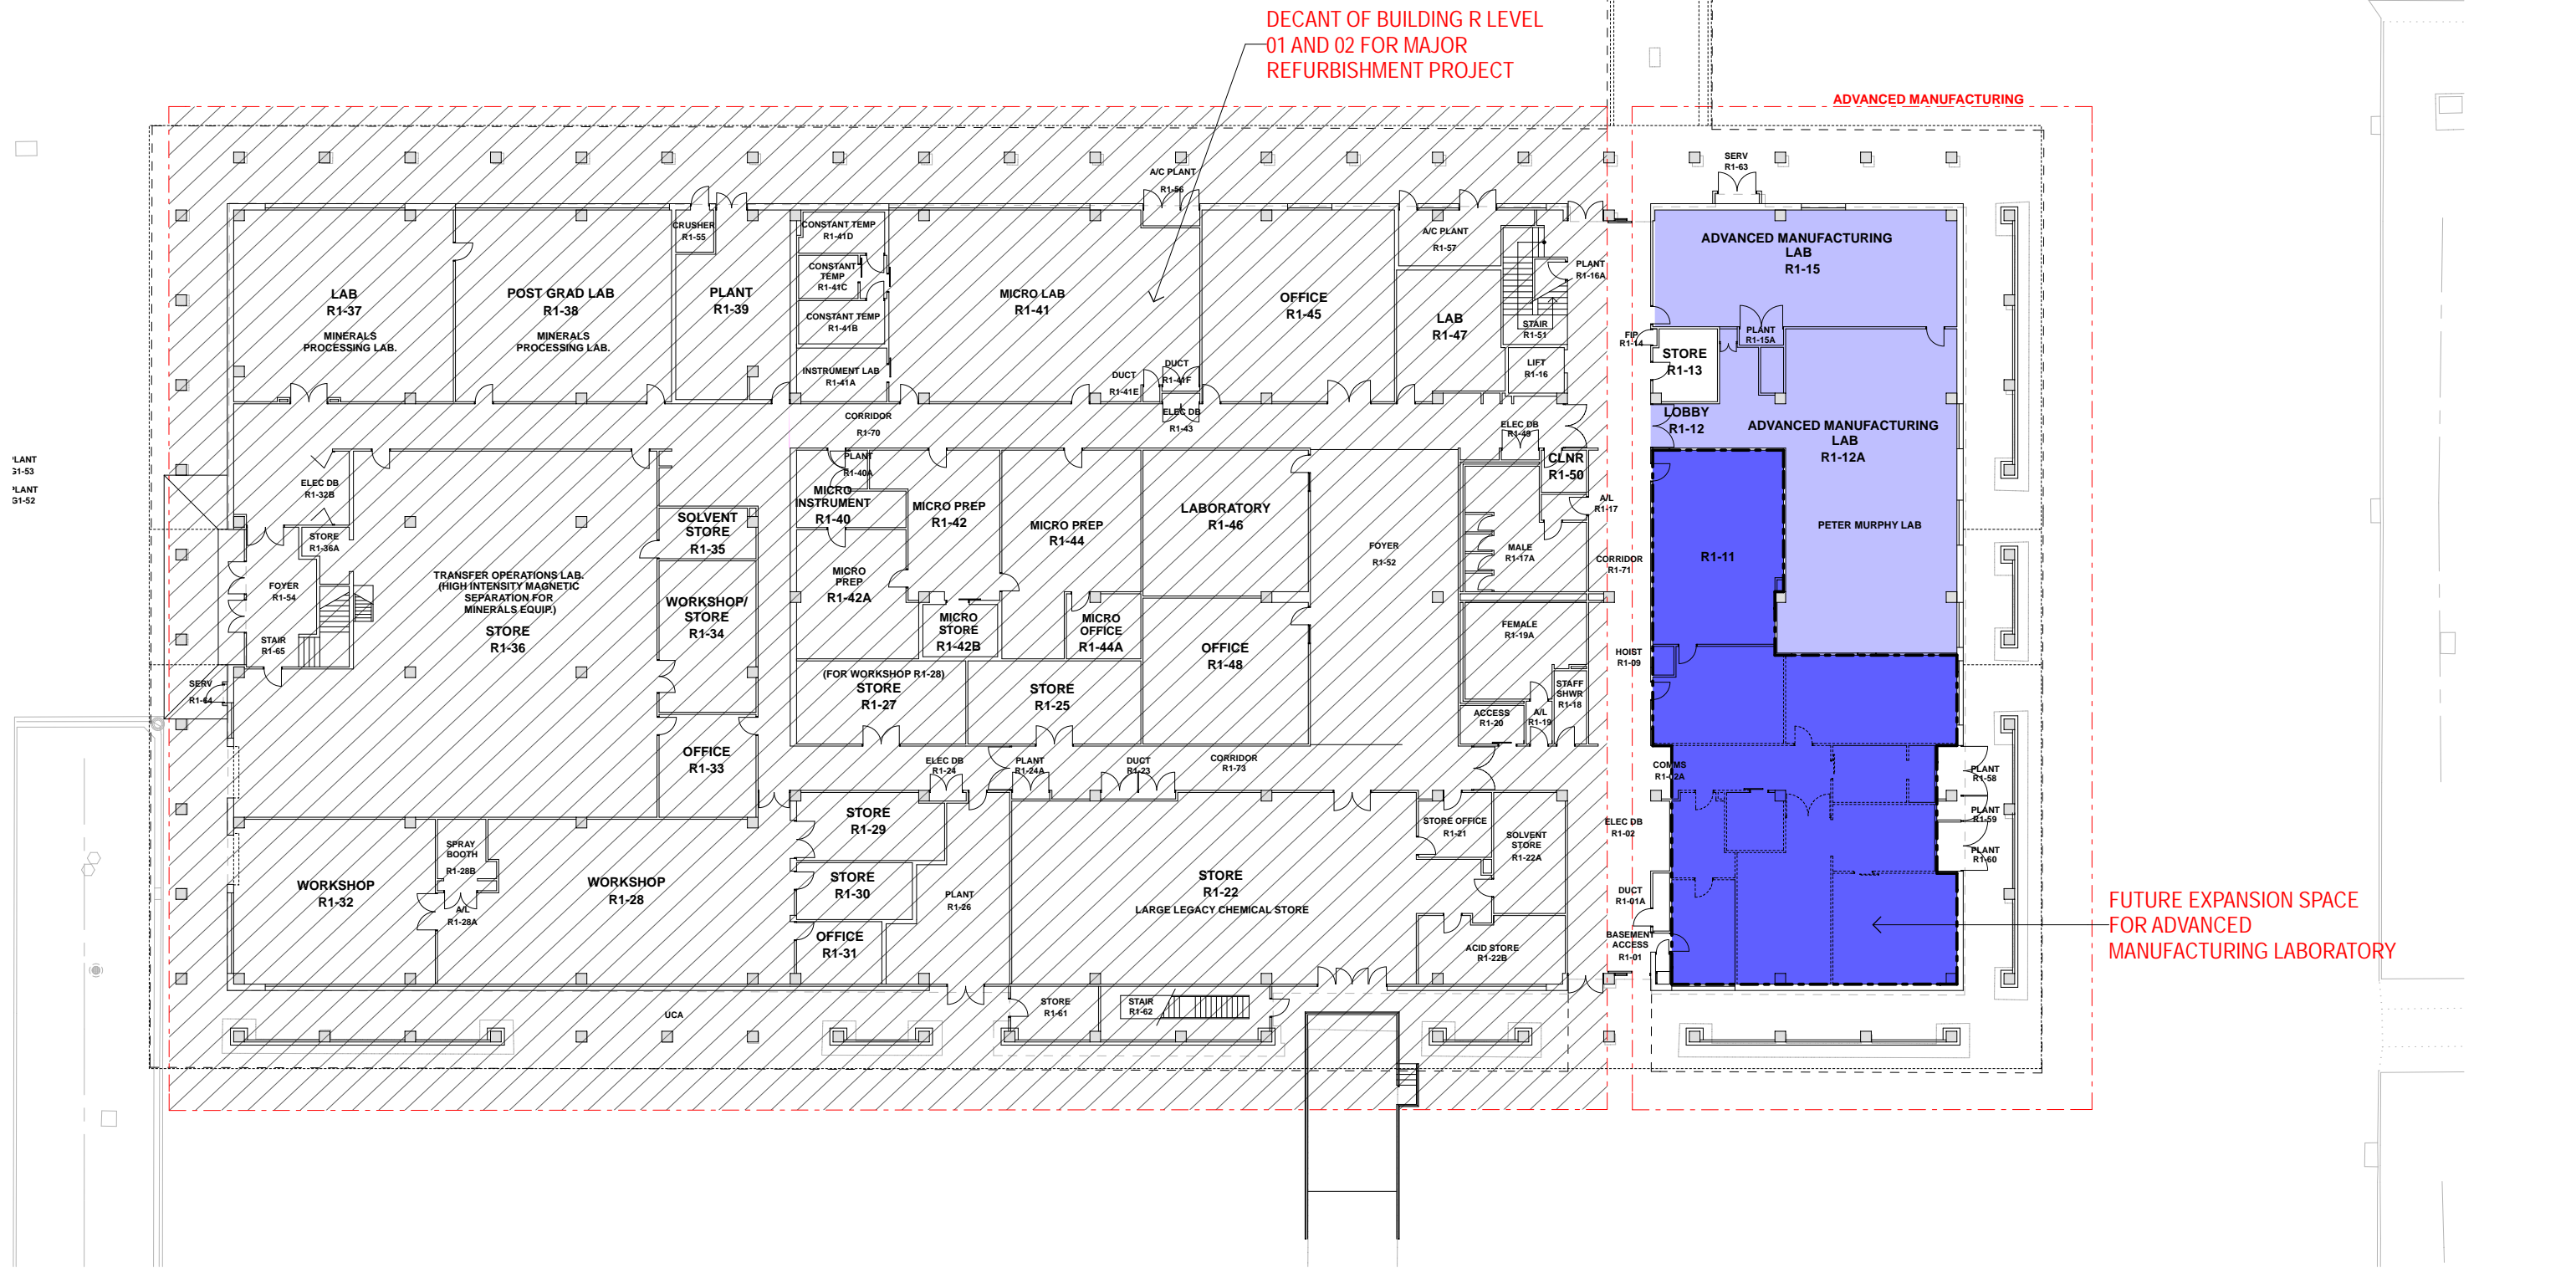 DECANT OF BUILDING R LEVEL
01 AND 02 FOR MAJOR
REFURBISHMENT PROJECT
ADVANCED MANUFACTURING
SERV
R1-63
A/C PLANT
R1-56
CRUSHER
R1-55
CONSTANT TEMP
R1-41D
CONSTANT
TEMP
R1-41C
CONSTANT TEMP
R1-41B
INSTRUMENT LAB
R1-41A
LAB
R1-37
MINERALS
PROCESSING LAB.
POST GRAD LAB
R1-38
MINERALS
PROCESSING LAB.
PLANT
R1-39
MICRO LAB
R1-41
OFFICE
R1-45
A/C PLANT
R1-57
LAB
R1-47
PLANT
R1-16A
STAIR
R1-51
LIFT
R1-16
DUCT
R1-41E
DUCT
R1-41F
ELEC DB
R1-43
CORRIDOR
R1-70
ADVANCED MANUFACTURING
LAB
R1-15
FIP
R1-14
STORE
R1-13
PLANT
R1-15A
LOBBY
R1-12
ADVANCED MANUFACTURING
LAB
R1-12A
PETER MURPHY LAB
R1-11
'LANT
G1-53
'LANT
G1-52
ELEC DB
R1-32B
STORE
R1-36A
FOYER
R1-54
STAIR
R1-65
SERV
R1-64
TRANSFER OPERATIONS LAB.
(HIGH INTENSITY MAGNETIC
SEPARATION FOR
MINERALS EQUIP.)
STORE
R1-36
SOLVENT
STORE
R1-35
WORKSHOP/
STORE
R1-34
OFFICE
R1-33
PLANT
R1-40A
MICRO
INSTRUMENT
R1-40
MICRO PREP
R1-42
MICRO
PREP
R1-42A
MICRO
STORE
R1-42B
MICRO PREP
R1-44
MICRO
OFFICE
R1-44A
LABORATORY
R1-46
OFFICE
R1-48
FOYER
R1-52
ELEC DB
R1-49
CLNR
R1-50
A/L
R1-17
MALE
R1-17A
CORRIDOR
R1-71
FEMALE
R1-19A
HOIST
R1-09
STAFF
SHWR
R1-18
A/L
R1-19
ACCESS
R1-20
(FOR WORKSHOP R1-28)
STORE
R1-27
STORE
R1-25
ELEC DB
R1-24
PLANT
R1-24A
DUCT
R1-23
CORRIDOR
R1-73
COMMS
R1-02A
PLANT
R1-58
PLANT
R1-59
PLANT
R1-60
ELEC DB
R1-02
DUCT
R1-01A
BASEMENT
ACCESS
R1-01
WORKSHOP
R1-32
SPRAY
BOOTH
R1-28B
A/L
R1-28A
WORKSHOP
R1-28
STORE
R1-29
STORE
R1-30
OFFICE
R1-31
PLANT
R1-26
STORE
R1-22
LARGE LEGACY CHEMICAL STORE
STORE OFFICE
R1-21
SOLVENT
STORE
R1-22A
ACID STORE
R1-22B
FUTURE EXPANSION SPACE
FOR ADVANCED
MANUFACTURING LABORATORY
UCA
STORE
R1-61
STAIR
R1-62